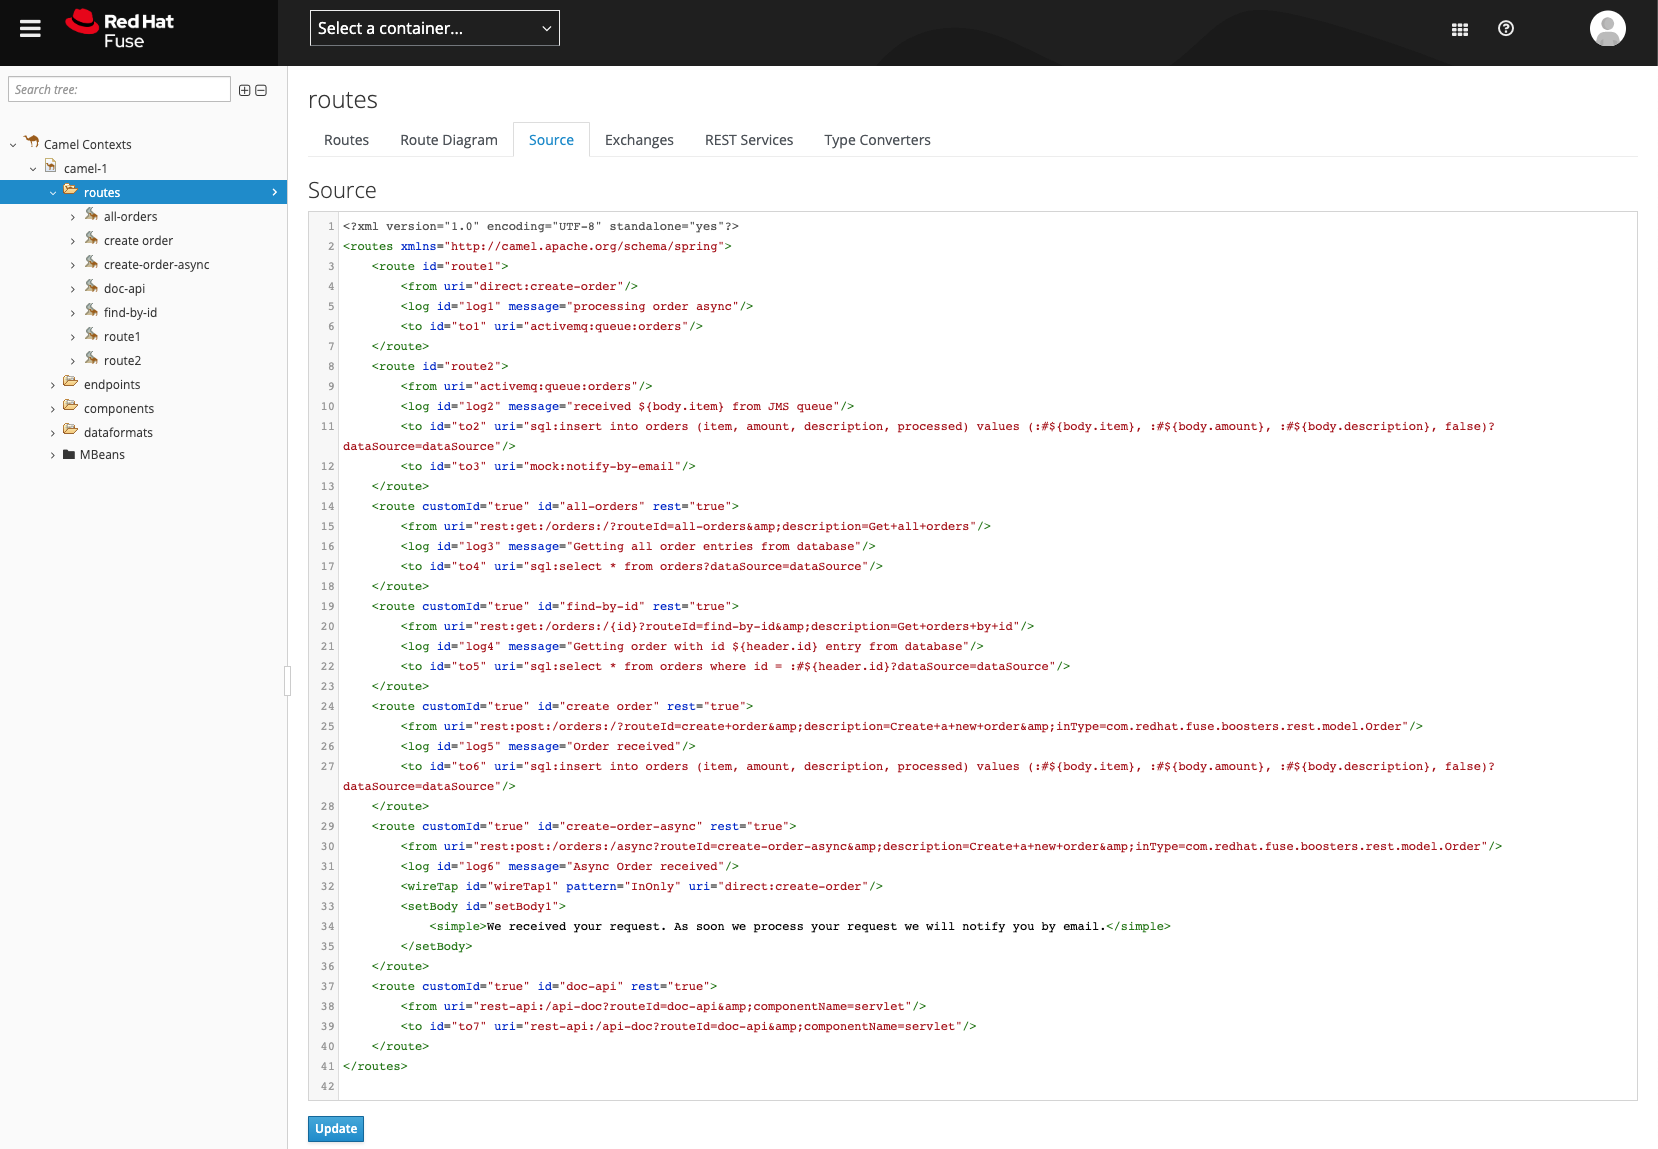 Red Hat
Fuse
Select a container...
Search tree:
Camel Contexts
camel-1
routes
all-orders
create order
create-order-async
doc-api
find-by-id
route1
route2
endpoints
components
dataformats
MBeans
routes
Routes Route Diagram Source Exchanges REST Services Type Converters
Source
1 <?xml version="1.0" encoding="UTF-8" standalone="yes"?>
2 <routes xmlns="http://camel.apache.org/schema/spring">
3 <route id="route1">
4 <from uri="direct:create-order"/>
5 <log id="log1" message="processing order async"/>
6 <to id="to1" uri="activemq:queue:orders"/>
7 </route>
8 <route id="route2">
9 <from uri="activemq:queue:orders"/>
10 <log id="log2" message="received ${body.item} from JMS queue"/>
11 <to id="to2" uri="sql:insert into orders (item, amount, description, processed) values (:#${body.item}, :#${body.amount}, :#${body.description}, false)?
dataSource=dataSource"/>
12 <to id="to3" uri="mock:notify-by-email"/>
13 </route>
14 <route customId="true" id="all-orders" rest="true">
15 <from uri="rest:get:/orders:/?routeId=all-orders&amp;description=Get+all+orders"/>
16 <log id="log3" message="Getting all order entries from database"/>
17 <to id="to4" uri="sql:select * from orders?dataSource=dataSource"/>
18 </route>
19 <route customId="true" id="find-by-id" rest="true">
20 <from uri="rest:get:/orders:/{id}?routeId=find-by-id&amp;description=Get+orders+by+id"/>
21 <log id="log4" message="Getting order with id ${header.id} entry from database"/>
22 <to id="to5" uri="sql:select * from orders where id = :#${header.id}?dataSource=dataSource"/>
23 </route>
24 <route customId="true" id="create order" rest="true">
25 <from uri="rest:post:/orders:/?routeId=create+order&amp;description=Create+a+new+order&amp;inType=com.redhat.fuse.boosters.rest.model.Order"/>
26 <log id="log5" message="Order received"/>
27 <to id="to6" uri="sql:insert into orders (item, amount, description, processed) values (:#${body.item}, :#${body.amount}, :#${body.description}, false)?
dataSource=dataSource"/>
28 </route>
29 <route customId="true" id="create-order-async" rest="true">
30 <from uri="rest:post:/orders:/async?routeId=create-order-async&amp;description=Create+a+new+order&amp;inType=com.redhat.fuse.boosters.rest.model.Order"/>
31 <log id="log6" message="Async Order received"/>
32 <wireTap id="wireTap1" pattern="InOnly" uri="direct:create-order"/>
33 <setBody id="setBody1">
34 <simple>We received your request. As soon we process your request we will notify you by email.</simple>
35 </setBody>
36 </route>
37 <route customId="true" id="doc-api" rest="true">
38 <from uri="rest-api:/api-doc?routeId=doc-api&amp;componentName=servlet"/>
39 <to id="to7" uri="rest-api:/api-doc?routeId=doc-api&amp;componentName=servlet"/>
40 </route>
41 </routes>
42
Update